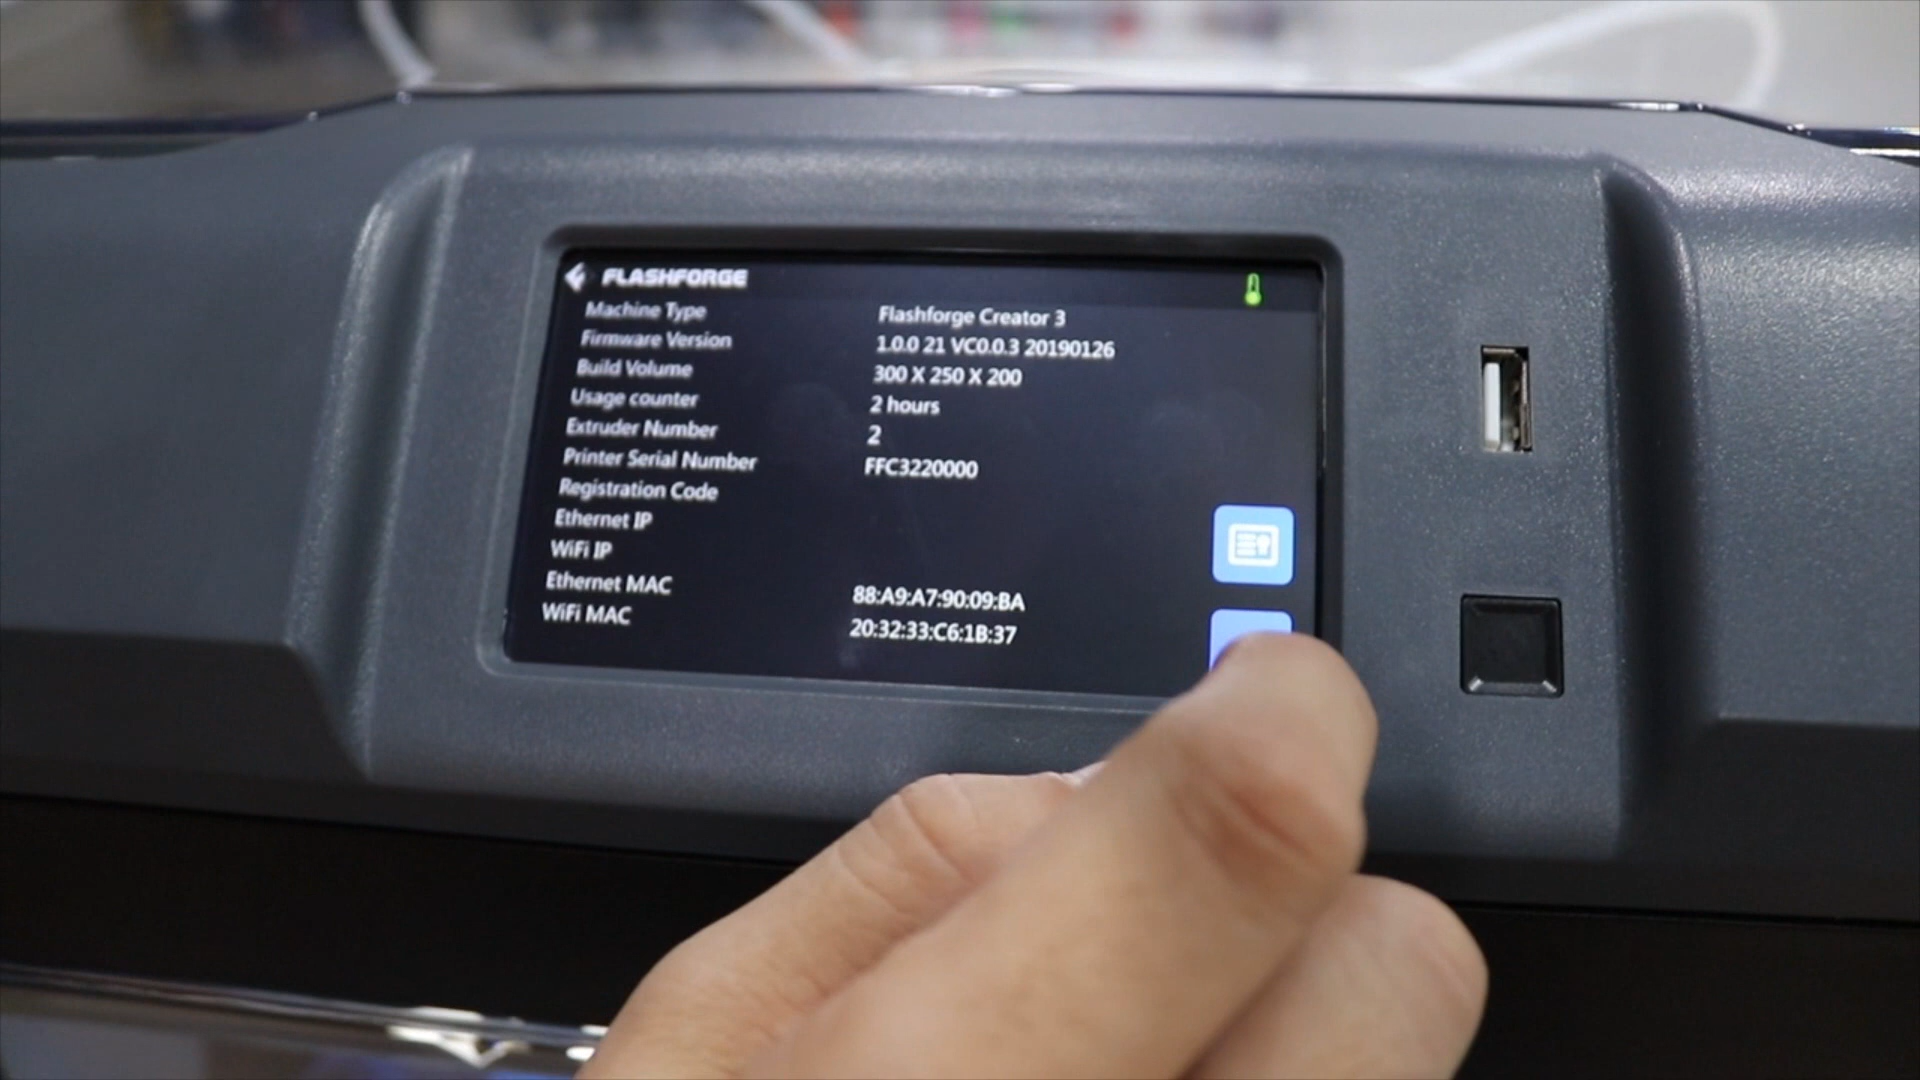 FLASHFORGE
Machine Type Flashforge Creator 3
Firmware Version 1.0.0 21 VC0.0.3 20190126
Build Volume 300 X 250 X 200
Usage counter 2 hours
Extruder Number 2
Printer Serial Number FFC3220000
Registration Code
Ethernet IP
WiFi IP
Ethernet MAC 88:A9:A7:90:09:BA
WiFi MAC 20:32:33:C6:1B:37